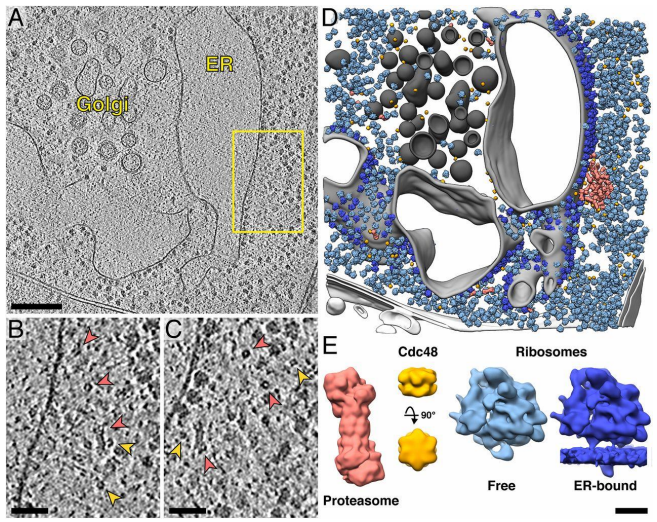 A
ER
Golgi
D
B
C
E
Cdc48
Ribosomes
90°
Proteasome
Free
ER-bound